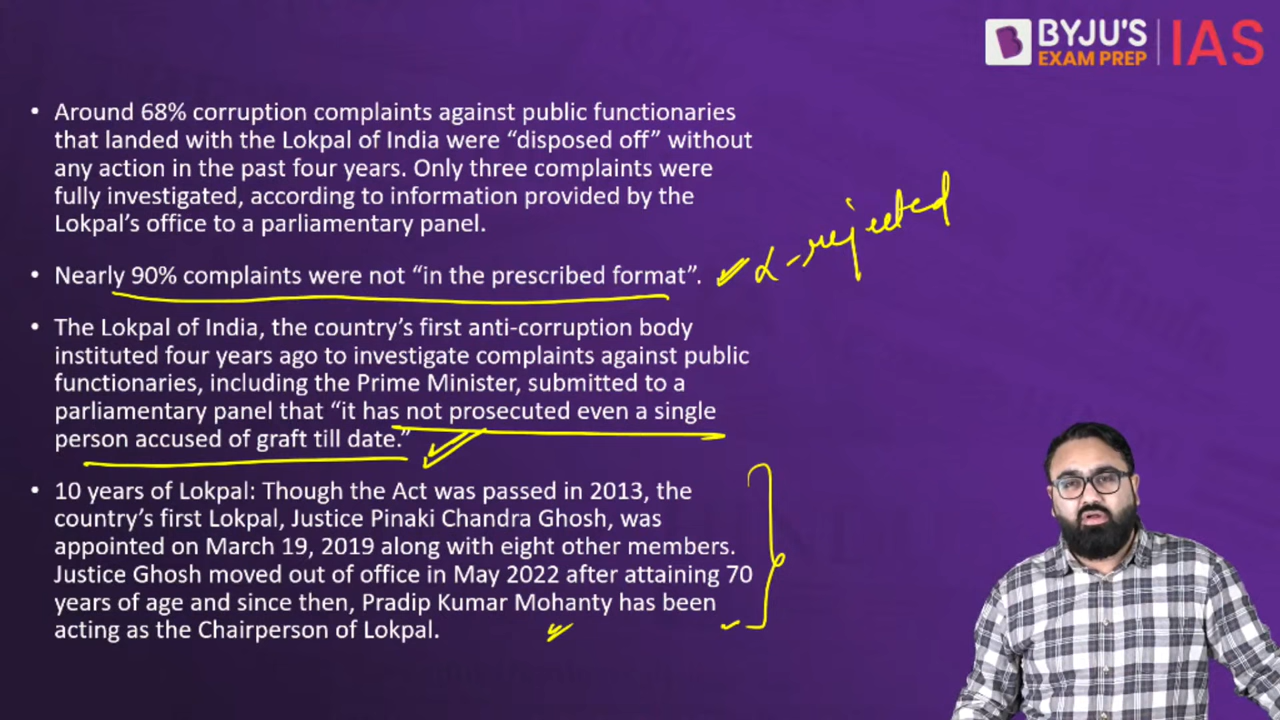 BYJU'S
EXAM PREP
IAS
• Around 68% corruption complaints against public functionaries
that landed with the Lokpal of India were “disposed off” without
any action in the past four years. Only three complaints were
fully investigated, according to information provided by the
Lokpal’s office to a parliamentary panel.
• Nearly 90% complaints were not “in the prescribed format”.
rejected
• The Lokpal of India, the country’s first anti-corruption body
instituted four years ago to investigate complaints against public
functionaries, including the Prime Minister, submitted to a
parliamentary panel that “it has not prosecuted even a single
person accused of graft till date.”
• 10 years of Lokpal: Though the Act was passed in 2013, the
country’s first Lokpal, Justice Pinaki Chandra Ghosh, was
appointed on March 19, 2019 along with eight other members.
Justice Ghosh moved out of office in May 2022 after attaining 70
years of age and since then, Pradip Kumar Mohanty has been
acting as the Chairperson of Lokpal.